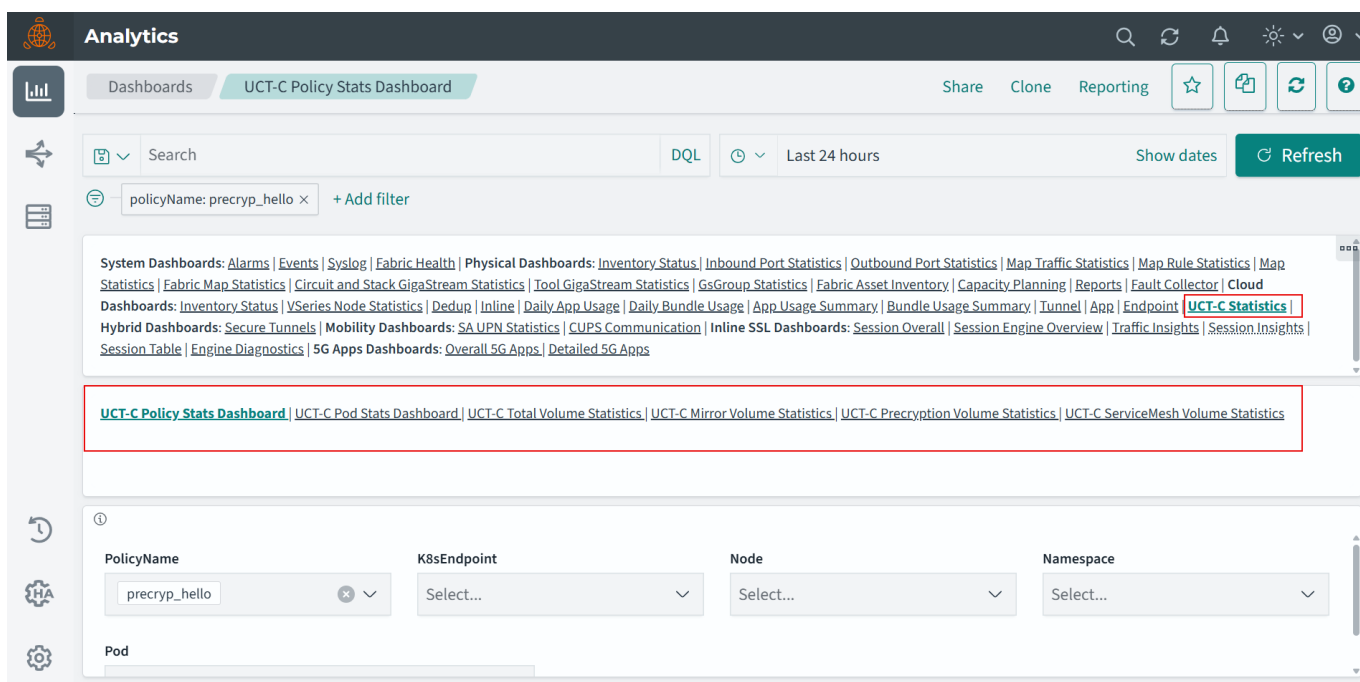 Analytics
Dashboards UCT-C Policy Stats Dashboard Share Clone Reporting
Search DQL Last 24 hours Show dates Refresh
policyName: precryp_hello × + Add filter
System Dashboards: Alarms | Events | Syslog | Fabric Health | Physical Dashboards: Inventory Status | Inbound Port Statistics | Outbound Port Statistics | Map Traffic Statistics | Map Rule Statistics | Map
Statistics | Fabric Map Statistics | Circuit and Stack GigaStream Statistics | Tool GigaStream Statistics | GsGroup Statistics | Fabric Asset Inventory | Capacity Planning | Reports | Fault Collector | Cloud
Dashboards: Inventory Status | VSeries Node Statistics | Dedup | Inline | Daily App Usage | Daily Bundle Usage | App Usage Summary | Bundle Usage Summary | Tunnel | App | Endpoint | UCT-C Statistics |
Hybrid Dashboards: Secure Tunnels | Mobility Dashboards: SA UPN Statistics | CUPS Communication | Inline SSL Dashboards: Session Overall | Session Engine Overview | Traffic Insights | Session Insights |
Session Table | Engine Diagnostics | 5G Apps Dashboards: Overall 5G Apps | Detailed 5G Apps
UCT-C Policy Stats Dashboard | UCT-C Pod Stats Dashboard | UCT-C Total Volume Statistics | UCT-C Mirror Volume Statistics | UCT-C Precryption Volume Statistics | UCT-C ServiceMesh Volume Statistics
PolicyName K8sEndpoint Node Namespace
precryp_hello Select... Select... Select...
HA
Pod